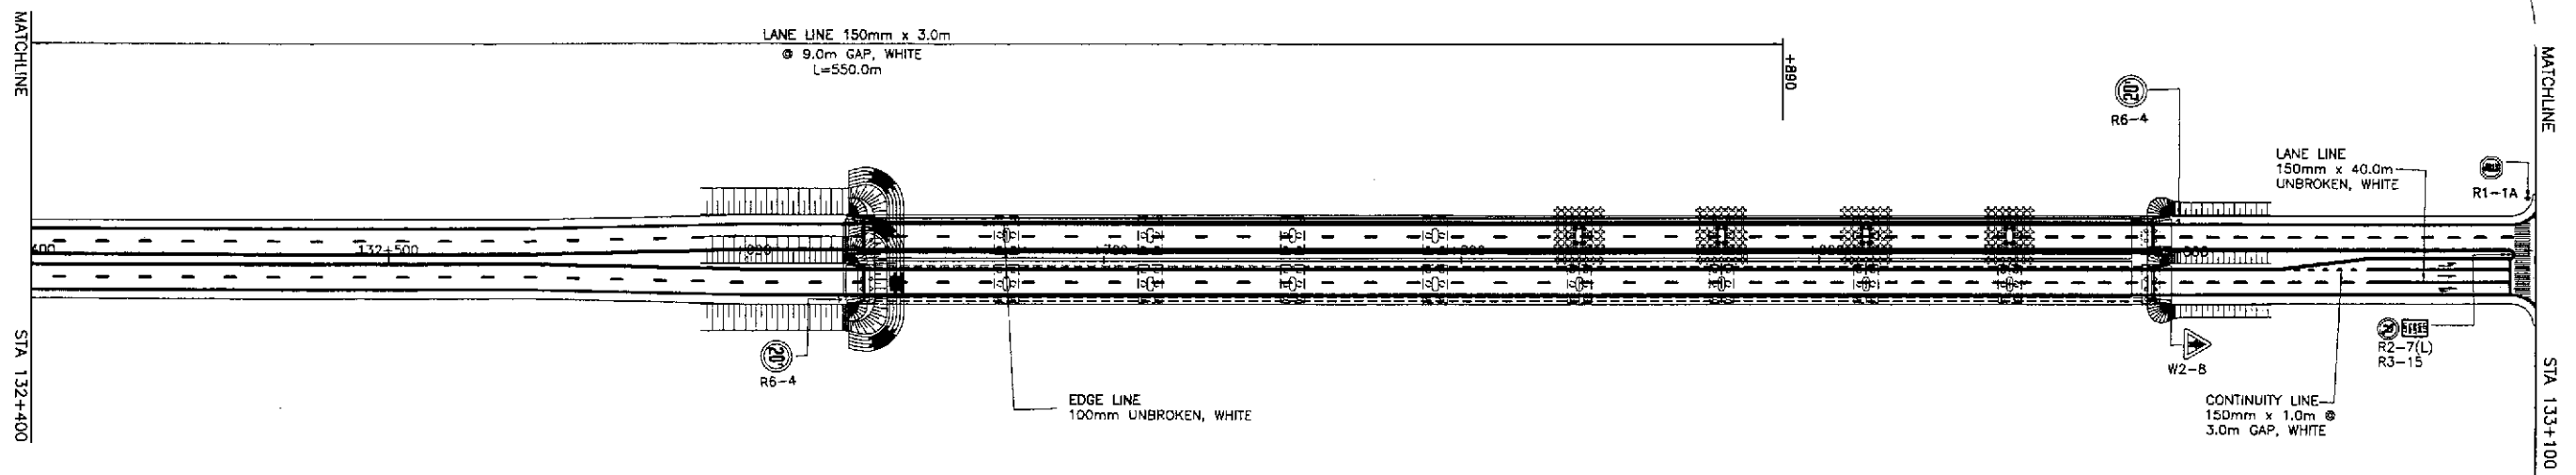 MATCHLINE
STA 132+400
LANE LINE 150mm x 3.0m
@ 9.0m GAP, WHITE
L=550.0m
+890
R6-4
LANE LINE
150mm x 40.0m
UNBROKEN, WHITE
R1-1A
MATCHLINE
STA 133+100
400
132+500
20
R6-4
EDGE LINE
100mm UNBROKEN, WHITE
W2-8
R2-7(L)
R3-15
CONTINUITY LINE
150mm x 1.0m @
3.0m GAP, WHITE